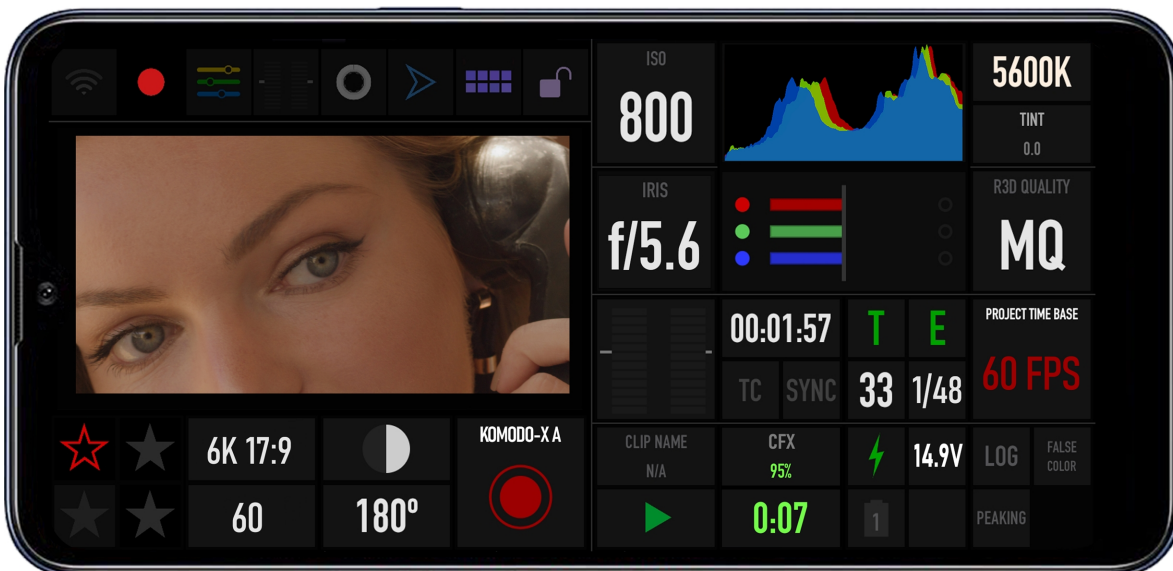 ISO
800
5600K
TINT
0.0
IRIS
f/5.6
R3D QUALITY
MQ
00:01:57
T
E
TC
SYNC
33
1/48
PROJECT TIME BASE
60 FPS
6K 17:9
60
180º
KOMODO-X A
CLIP NAME
N/A
CFX
95%
0:07
14.9V
1
LOG
FALSE
COLOR
PEAKING